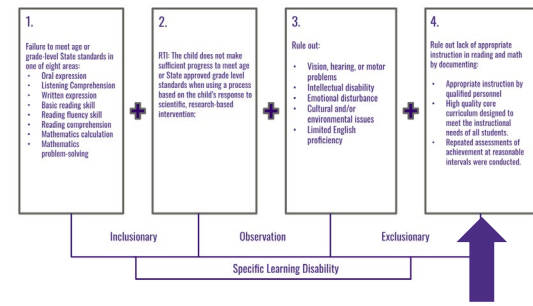 1.
Failure to meet age or
grade-level State standards in
one of eight areas:
• Oral expression
• Listening Comprehension
• Written expression
• Basic reading skill
• Reading fluency skill
• Reading comprehension
• Mathematics calculation
• Mathematics
problem-solving
2.
RTI: The child does not make
sufficient progress to meet age
or State approved grade level
standards when using a process
based on the child's response to
scientific, research-based
intervention;
3.
Rule out:
• Vision, hearing, or motor
problems
• Intellectual disability
• Emotional disturbance
• Cultural and/or
environmental issues
• Limited English
proficiency
4.
Rule out lack of appropriate
instruction in reading and math
by documenting:
• Appropriate instruction by
qualified personnel
• High quality core
curriculum designed to
meet the instructional
needs of all students.
• Repeated assessments of
achievement at reasonable
intervals were conducted.
Inclusionary
Observation
Exclusionary
Specific Learning Disability